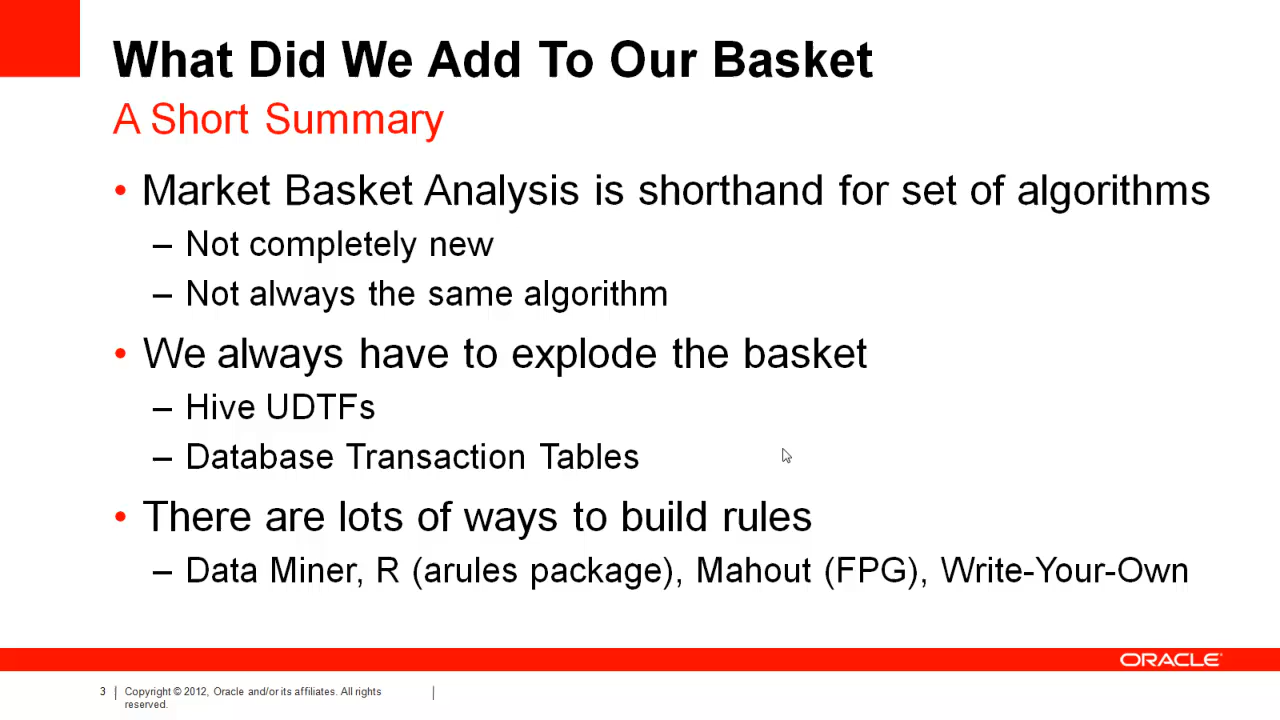 What Did We Add To Our Basket
A Short Summary
• Market Basket Analysis is shorthand for set of algorithms
– Not completely new
– Not always the same algorithm
• We always have to explode the basket
– Hive UDTFs
– Database Transaction Tables
• There are lots of ways to build rules
– Data Miner, R (arules package), Mahout (FPG), Write-Your-Own
ORACLE®
3 | Copyright © 2012, Oracle and/or its affiliates. All rights |
reserved.